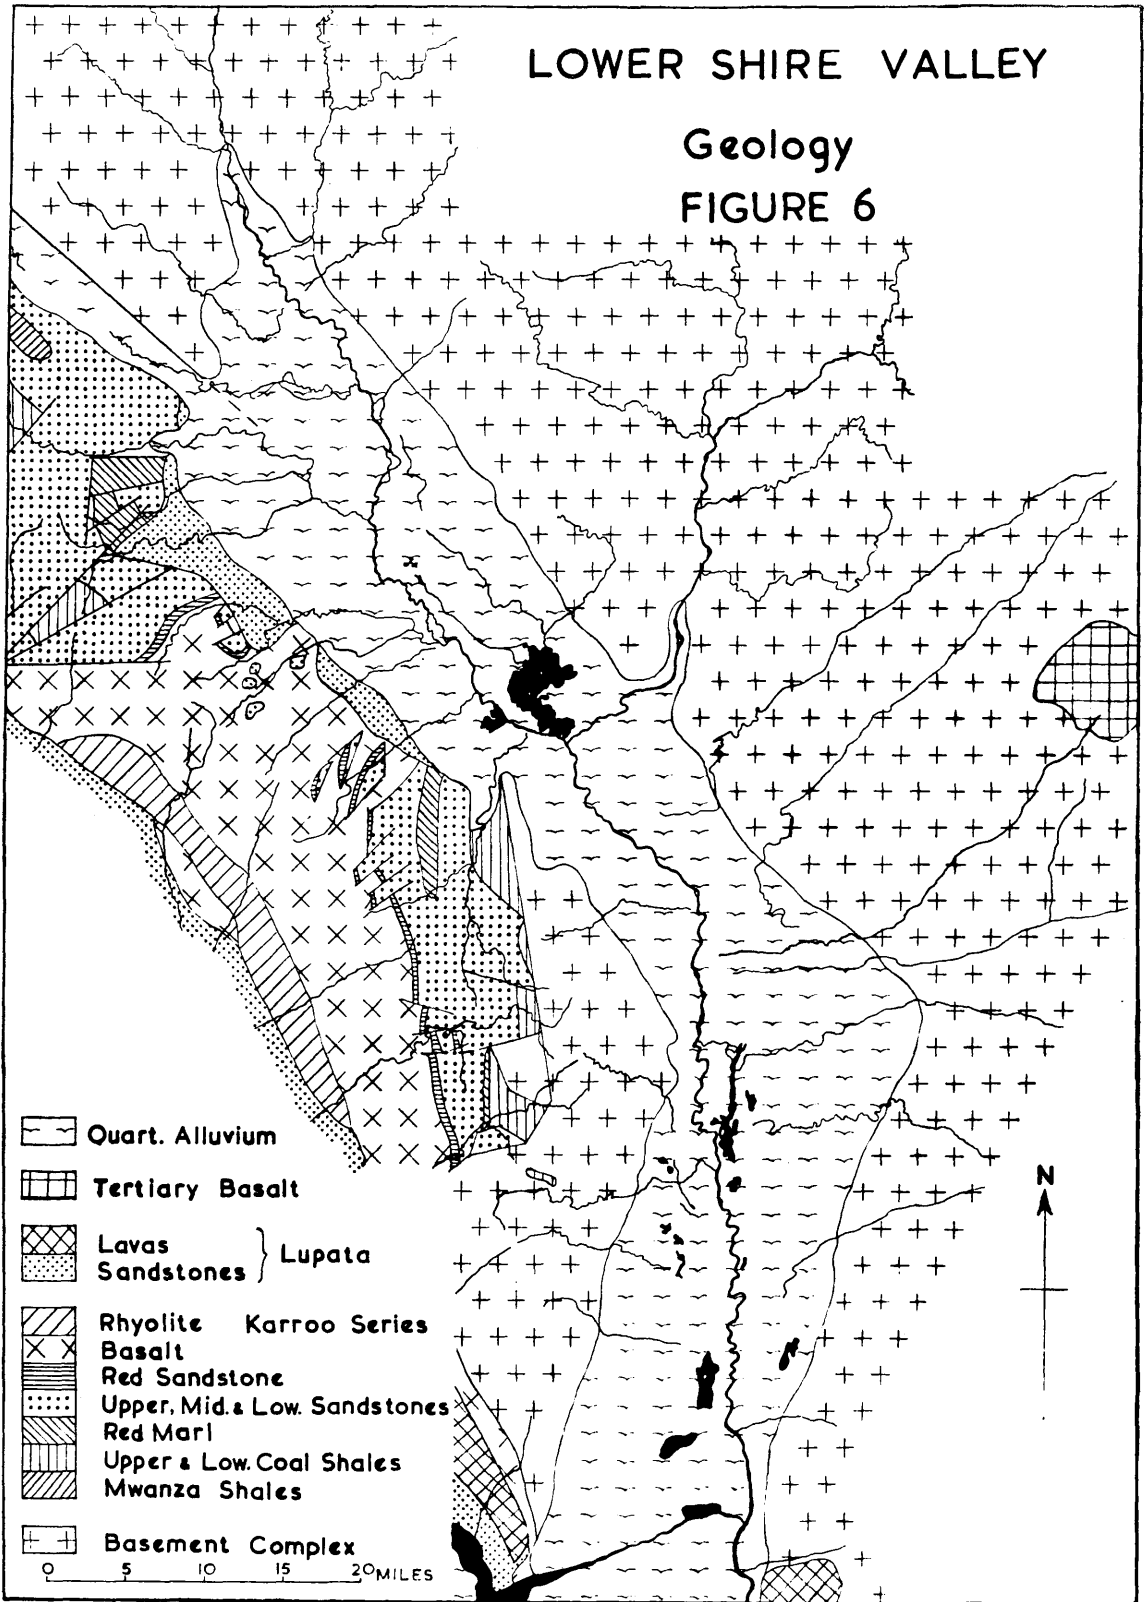 LOWER SHIRE VALLEY
Geology
FIGURE 6
Quart. Alluvium
Tertiary Basalt
Lavas
Sandstones
Lupata
Rhyolite Karroo Series
Basalt
Red Sandstone
Upper, Mid. & Low. Sandstones
Red Marl
Upper & Low. Coal Shales
Mwanza Shales
Basement Complex
0 5 10 15 20 MILES
N